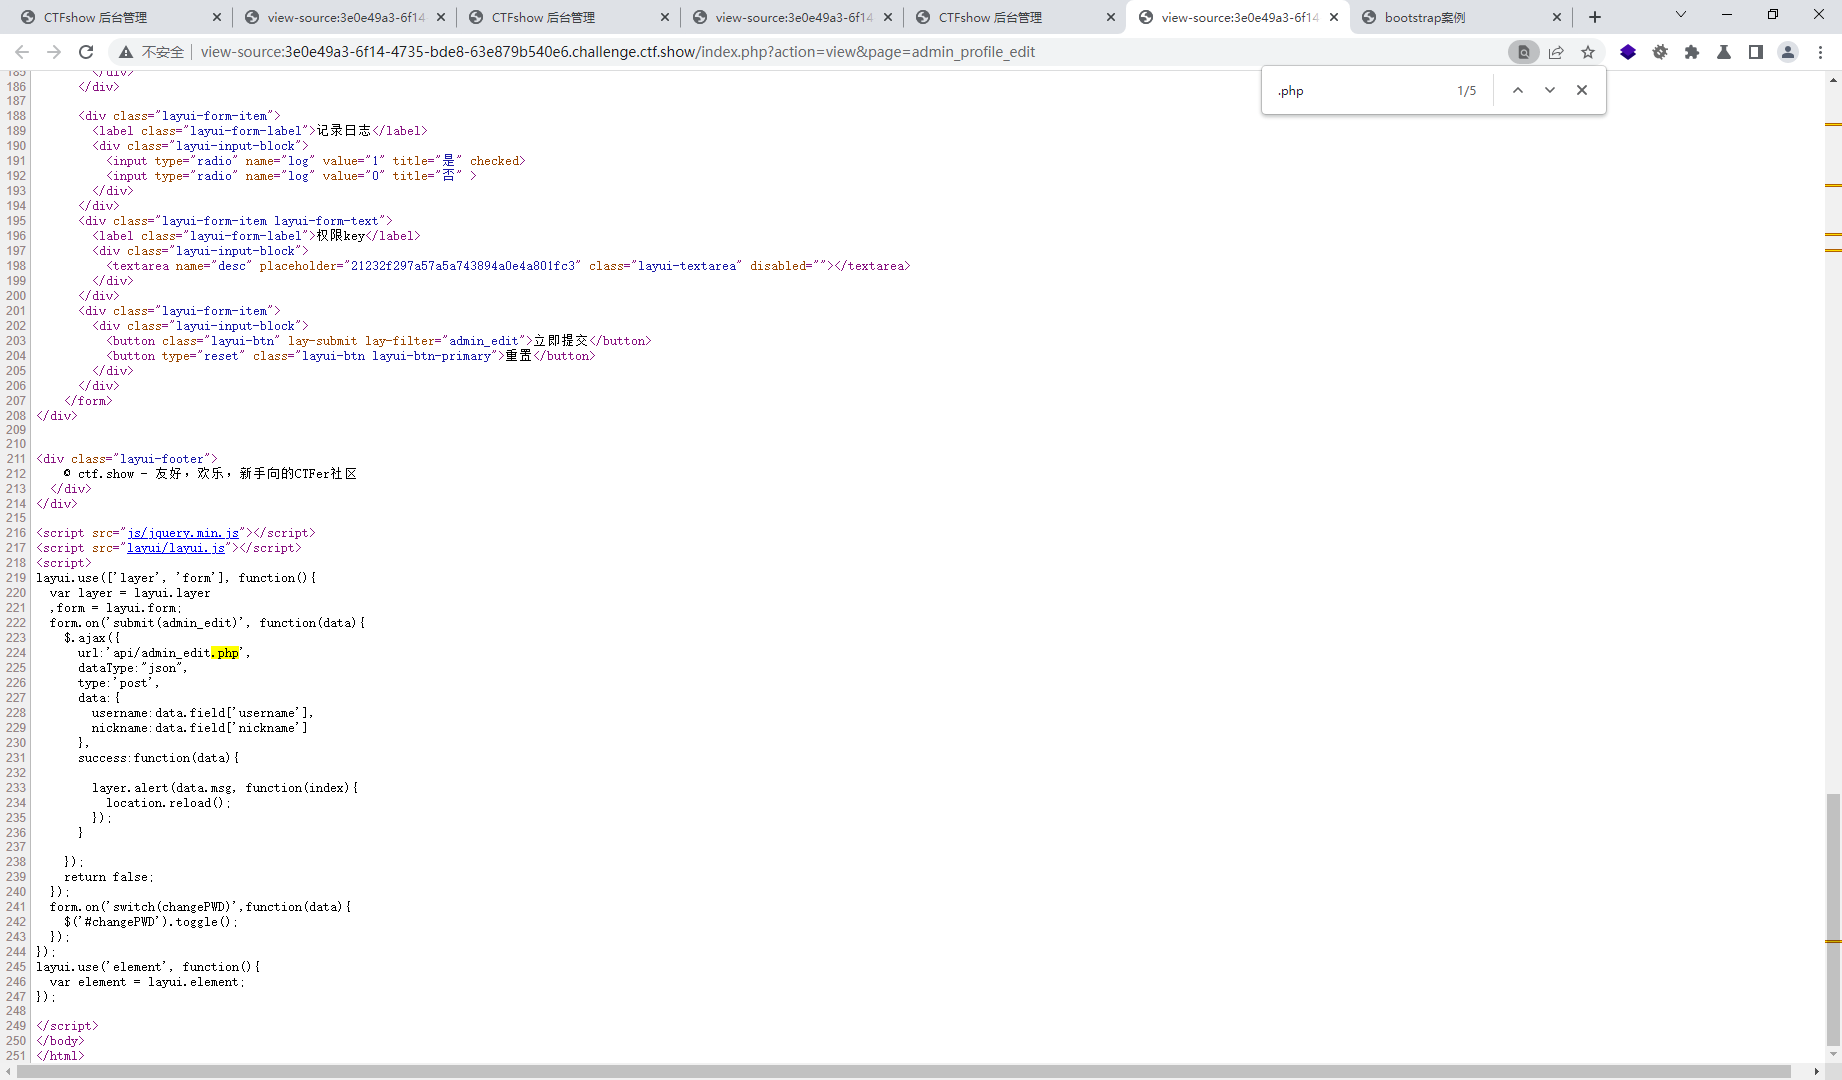 CTFshow 后台管理
view-source:3e0e49a3-6f14
CTFshow 后台管理
view-source:3e0e49a3-6f14
CTFshow 后台管理
view-source:3e0e49a3-6f14
bootstrap案例
不安全 view-source:3e0e49a3-6f14-4735-bde8-63e879b540e6.challenge.ctf.show/index.php?action=view&page=admin_profile_edit
.php 1/5
185 </div>
186 </div>
187
188 <div class="layui-form-item">
189 <label class="layui-form-label">记录日志</label>
190 <div class="layui-input-block">
191 <input type="radio" name="log" value="1" title="是" checked>
192 <input type="radio" name="log" value="0" title="否" >
193 </div>
194 </div>
195 <div class="layui-form-item layui-form-text">
196 <label class="layui-form-label">权限key</label>
197 <div class="layui-input-block">
198 <textarea name="desc" placeholder="21232f297a57a5a743894a0e4a801fc3" class="layui-textarea" disabled=""></textarea>
199 </div>
200 </div>
201 <div class="layui-form-item">
202 <div class="layui-input-block">
203 <button class="layui-btn" lay-submit lay-filter="admin_edit">立即提交</button>
204 <button type="reset" class="layui-btn layui-btn-primary">重置</button>
205 </div>
206 </div>
207 </form>
208 </div>
209
210
211 <div class="layui-footer">
212 © ctf.show - 友好，欢乐，新手向的CTFer社区
213 </div>
214 </div>
215
216 <script src="js/jquery.min.js"></script>
217 <script src="layui/layui.js"></script>
218 <script>
219 layui.use(['layer', 'form'], function(){
220 var layer = layui.layer
221 ,form = layui.form;
222 form.on('submit(admin_edit)', function(data){
223 $.ajax({
224 url:'api/admin_edit.php',
225 dataType:"json",
226 type:'post',
227 data:{
228 username:data.field['username'],
229 nickname:data.field['nickname']
230 },
231 success:function(data){
232
233 layer.alert(data.msg, function(index){
234 location.reload();
235 });
236 }
237
238 });
239 return false;
240 });
241 form.on('switch(changePWD)',function(data){
242 $('#changePWD').toggle();
243 });
244 });
245 layui.use('element', function(){
246 var element = layui.element;
247 });
248
249 </script>
250 </body>
251 </html>